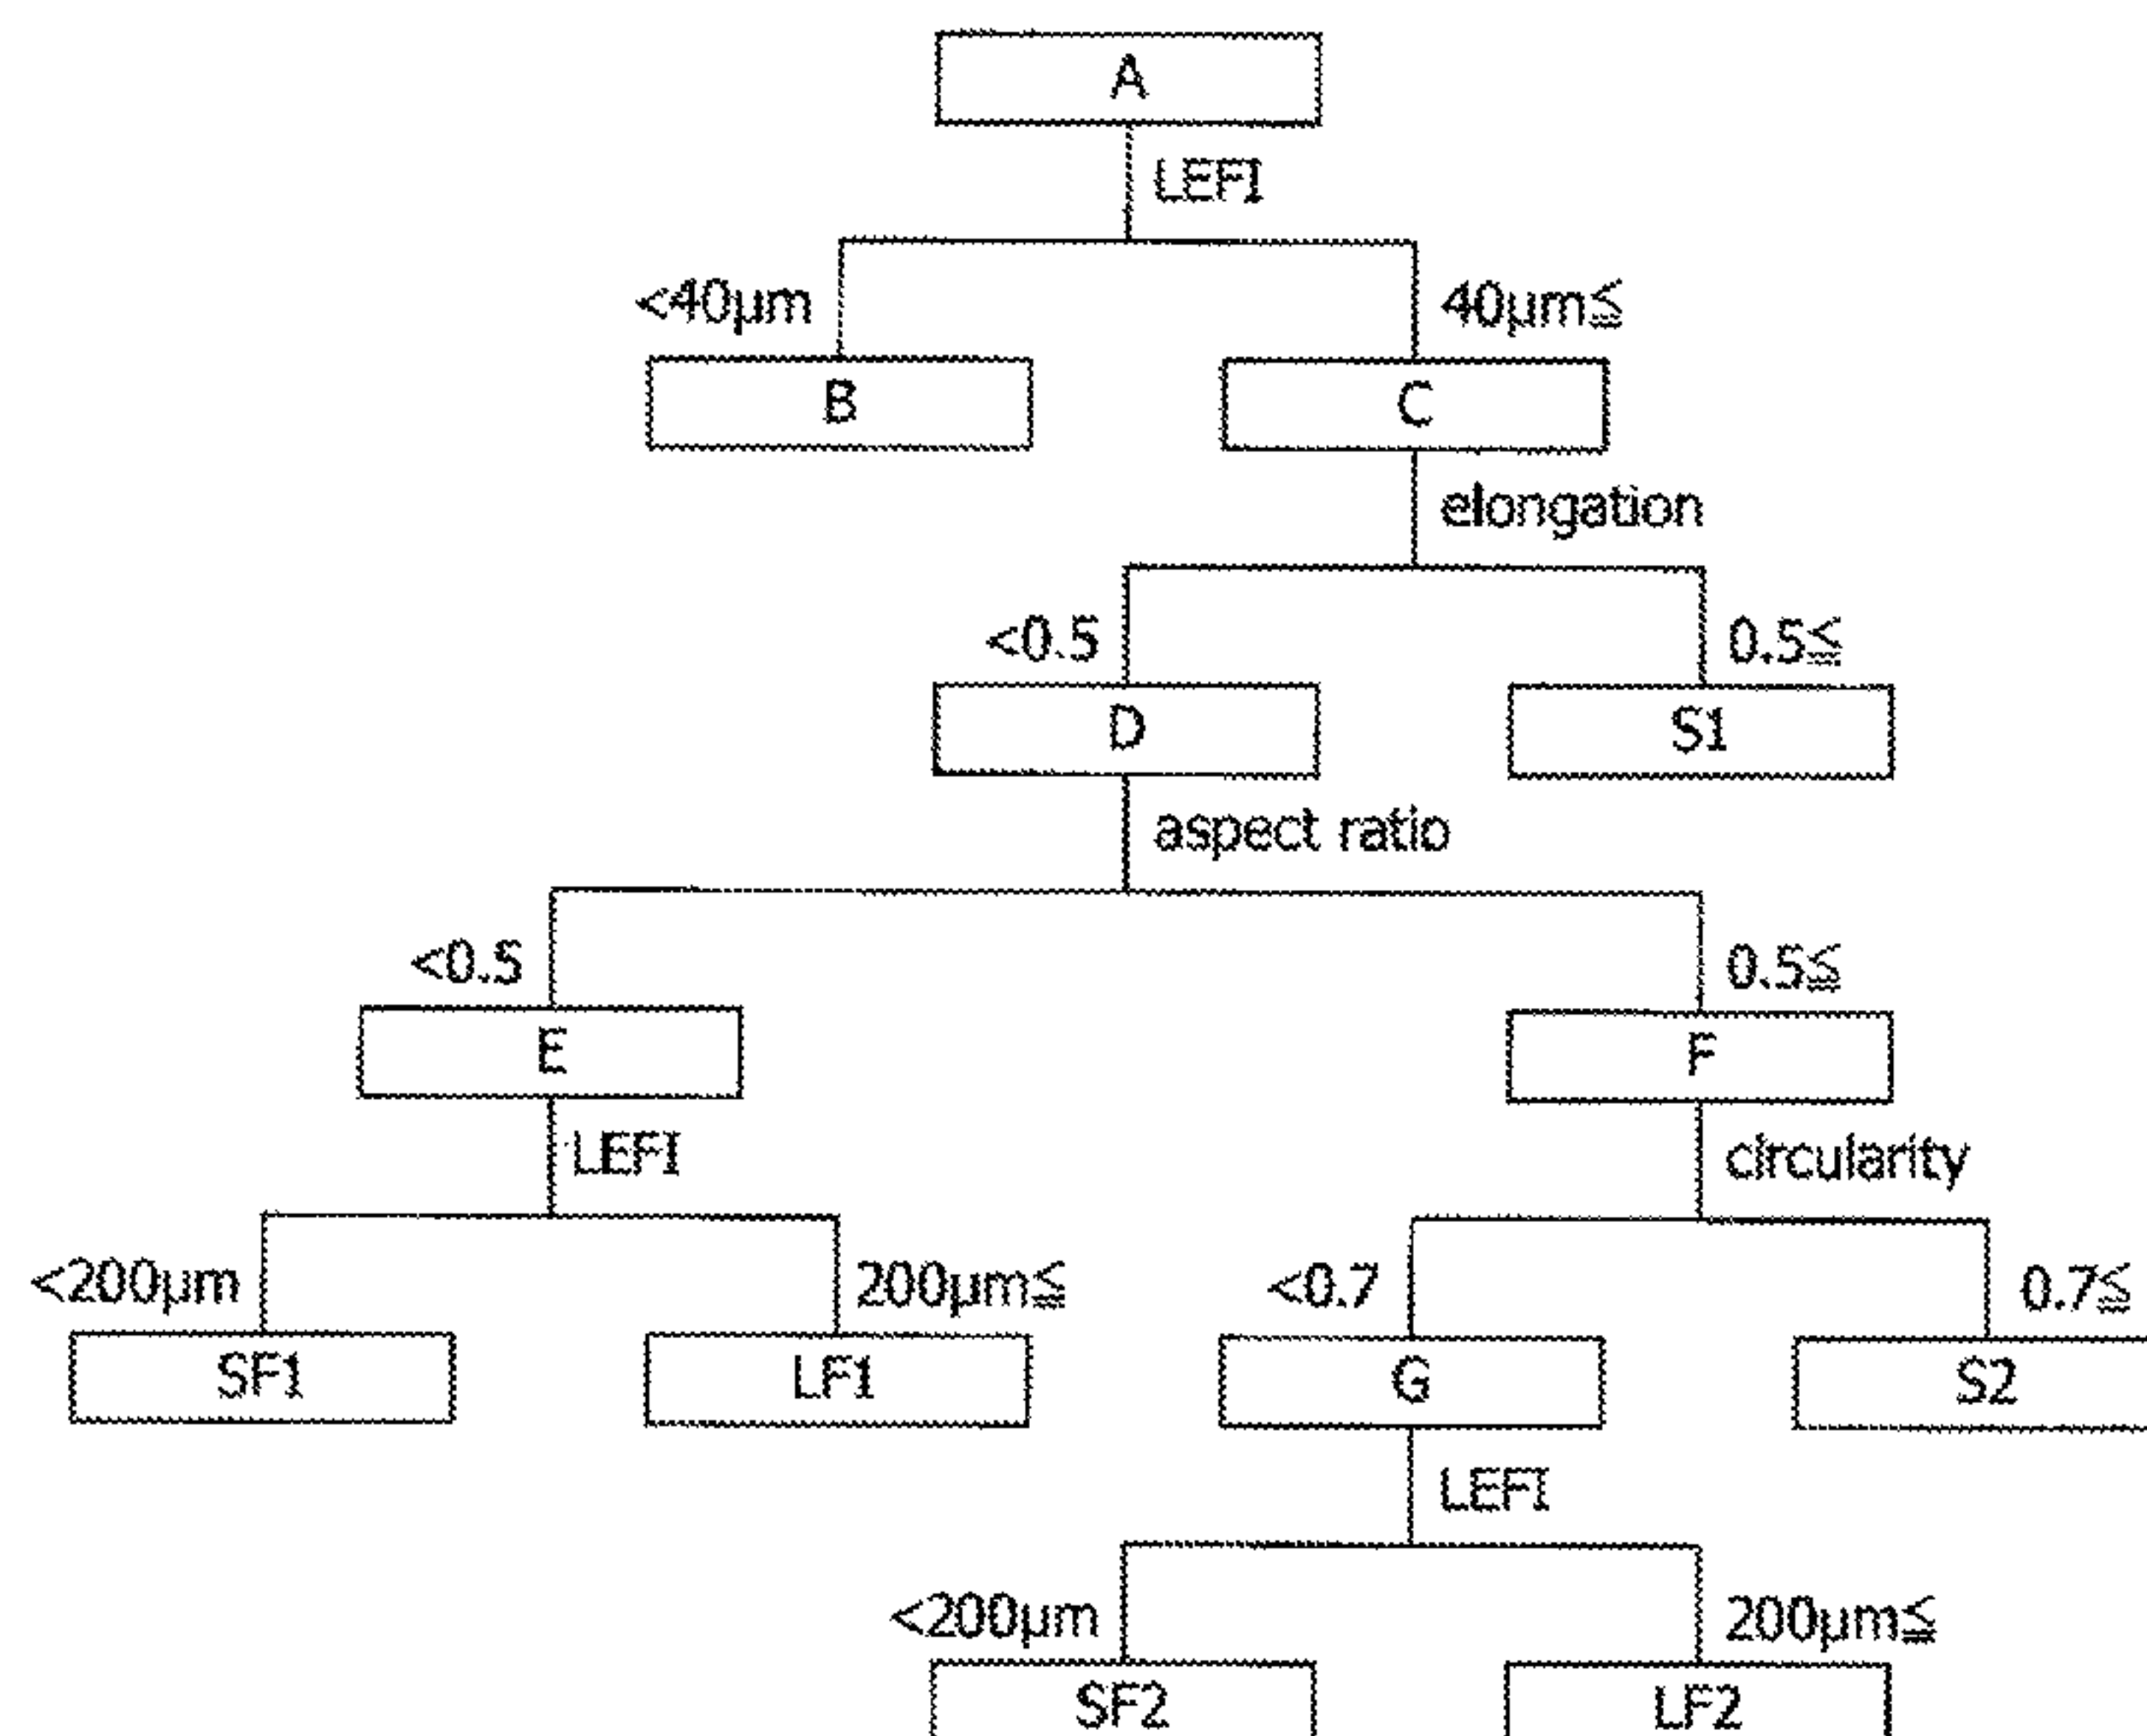 A
LEFI
<40μm 40μm≦
B C
elongation
<0.5 0.5≦
D S1
aspect ratio
<0.5 0.5≦
E F
LEFI circularity
<200μm 200μm≦ <0.7 0.7≦
SF1 LF1 G S2
LEFI
<200μm 200μm≦
SF2 LF2